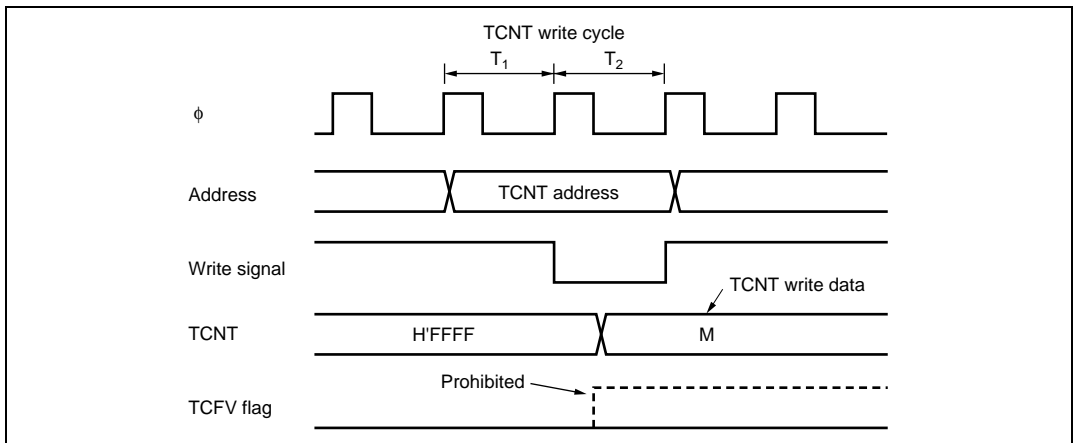 TCNT write cycle
T₁ T₂
ϕ
Address TCNT address
Write signal
TCNT write data
TCNT H'FFFF M
Prohibited
TCFV flag